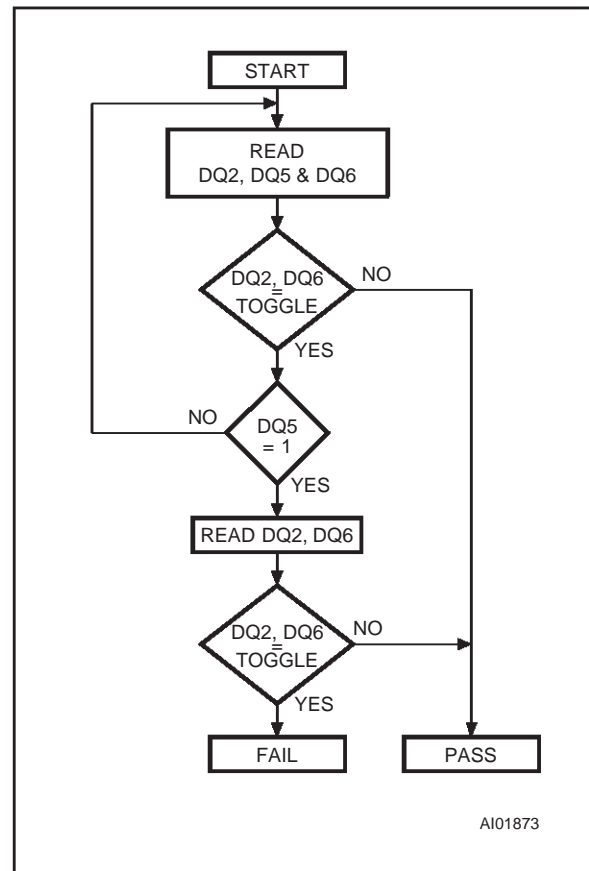 START
READ
DQ2, DQ5 & DQ6
DQ2, DQ6
=
TOGGLE
NO
YES
NO
DQ5
= 1
YES
READ DQ2, DQ6
DQ2, DQ6
=
TOGGLE
NO
YES
FAIL
PASS
AI01873